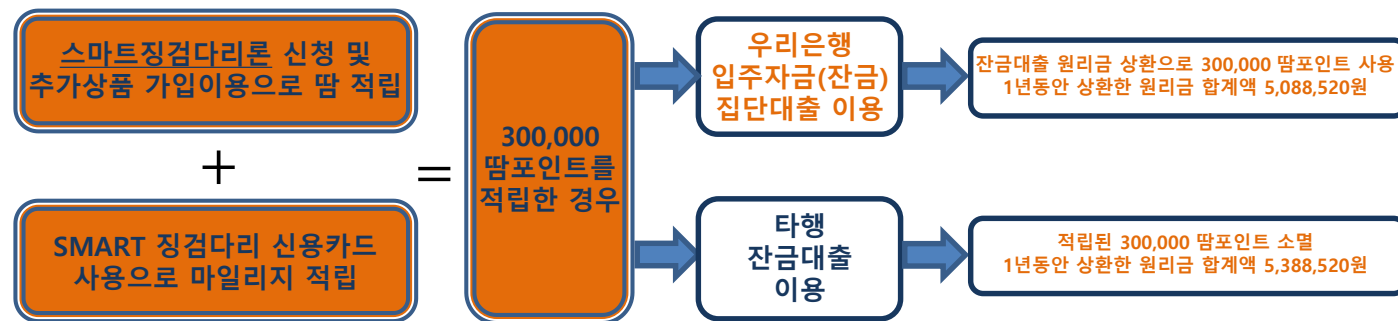 스마트징검다리론 신청 및
추가상품 가입이용으로 땀 적립
+
SMART 징검다리 신용카드
사용으로 마일리지 적립
=
300,000
땀포인트를
적립한 경우
우리은행
입주자금(잔금)
집단대출 이용
잔금대출 원리금 상환으로 300,000 땀포인트 사용
1년동안 상환한 원리금 합계액 5,088,520원
타행
잔금대출
이용
적립된 300,000 땀포인트 소멸
1년동안 상환한 원리금 합계액 5,388,520원